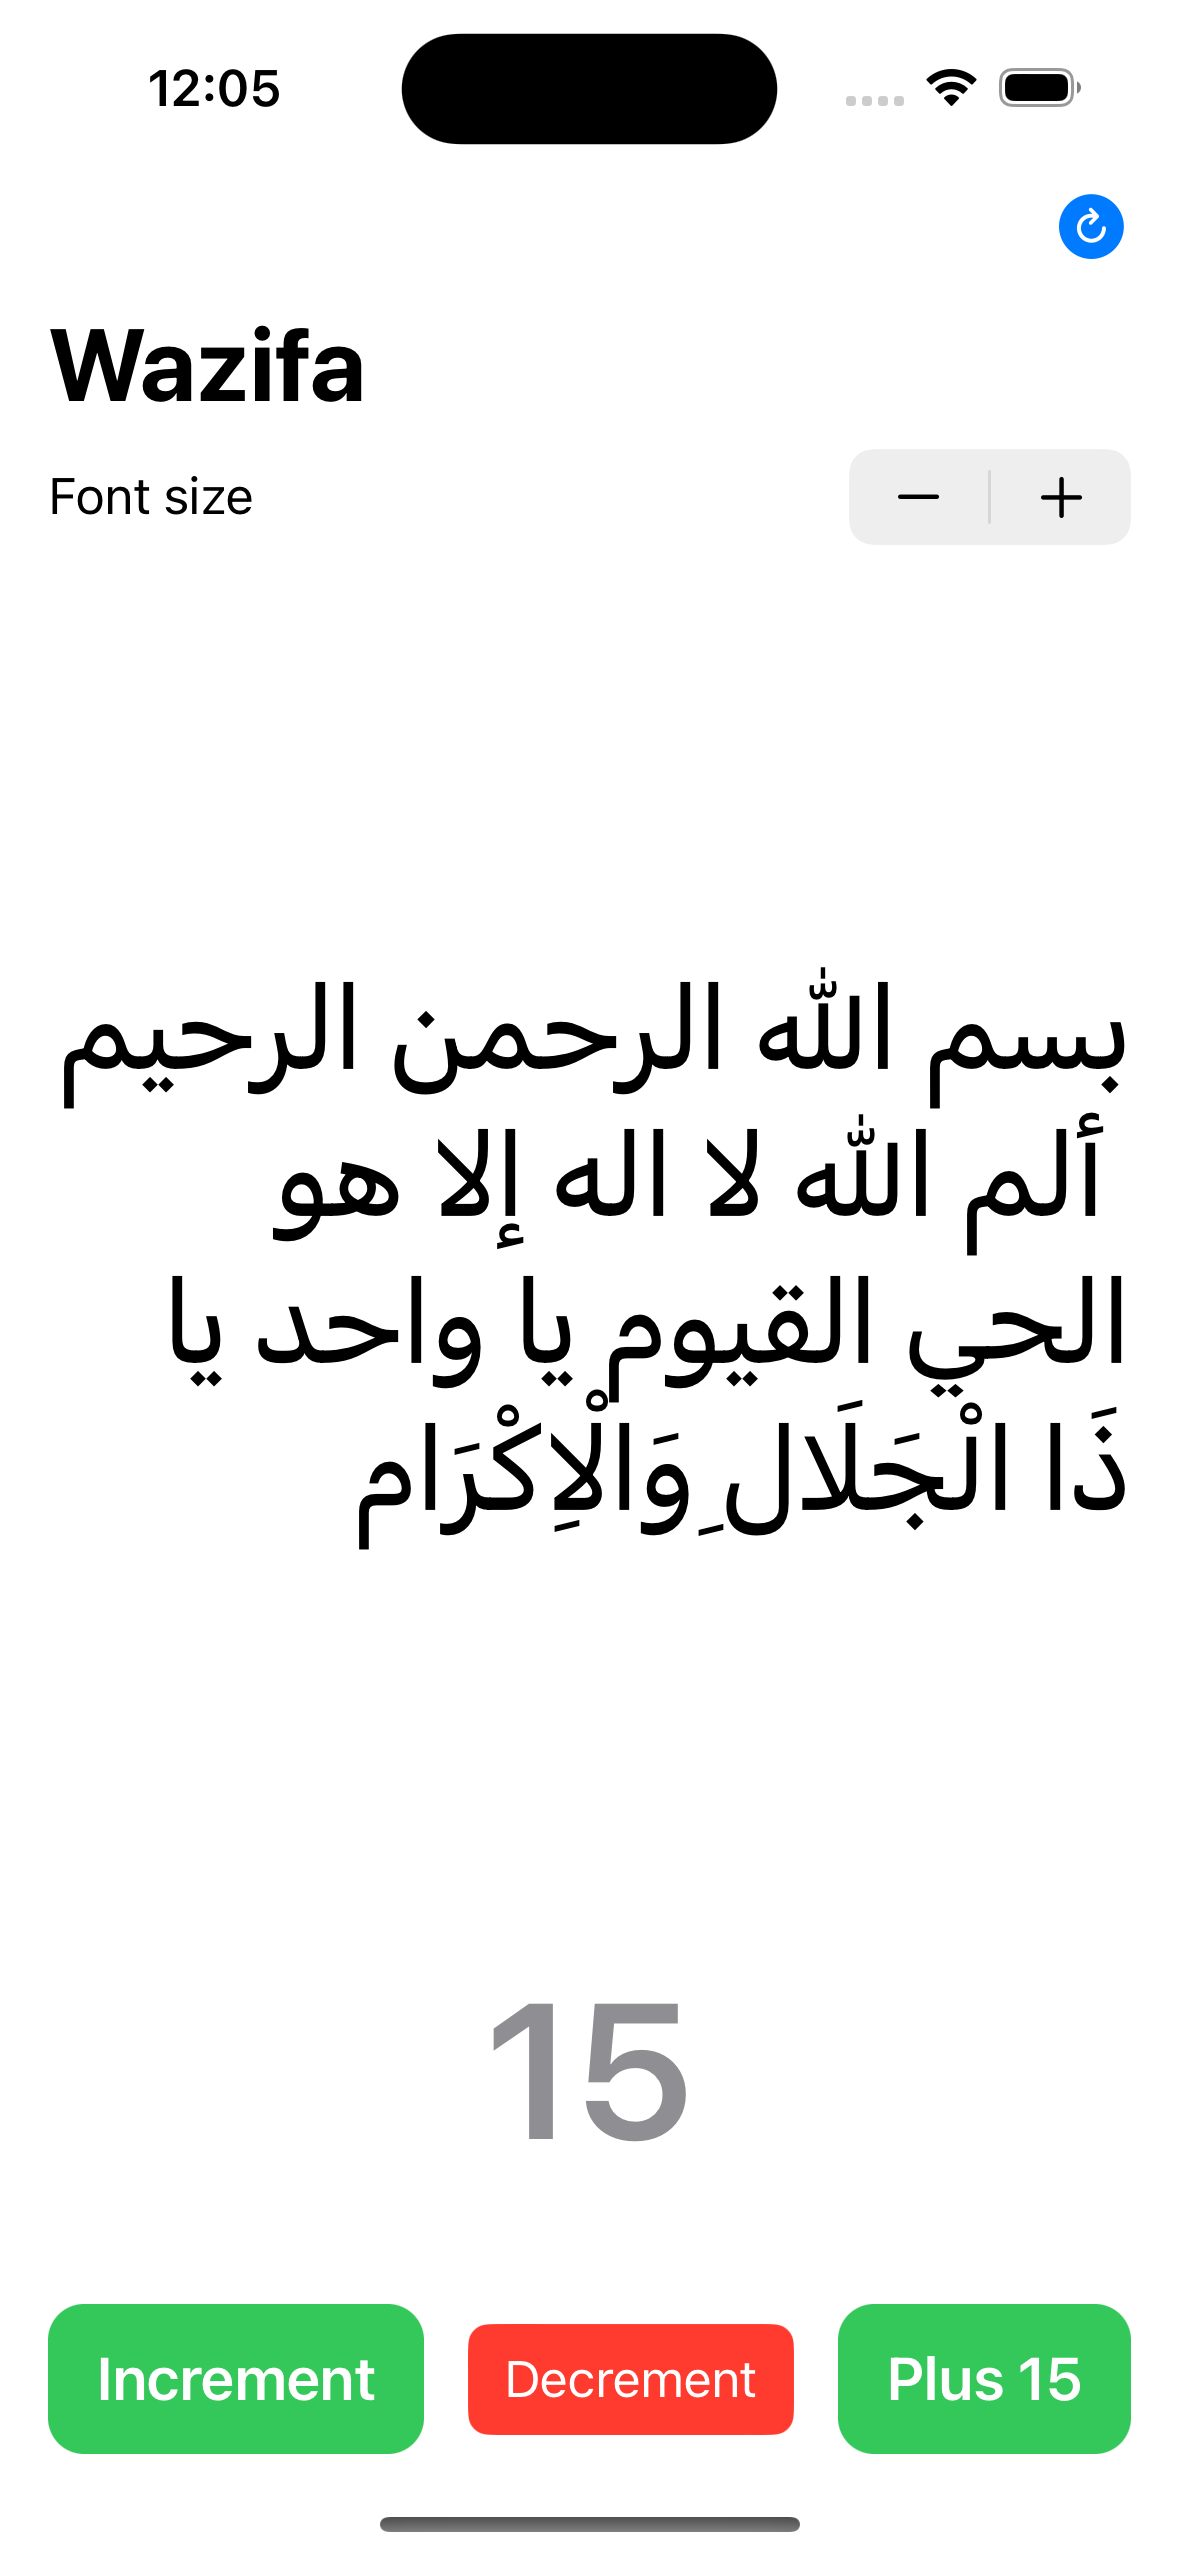 12:05
Wazifa
Font size
بسم الله الرحمن الرحيم
ألم الله لا اله إلا هو
الحي القيوم يا واحد يا
ذَا الْجَلَالِ وَالْاِكْرَام
15
Increment
Decrement
Plus 15